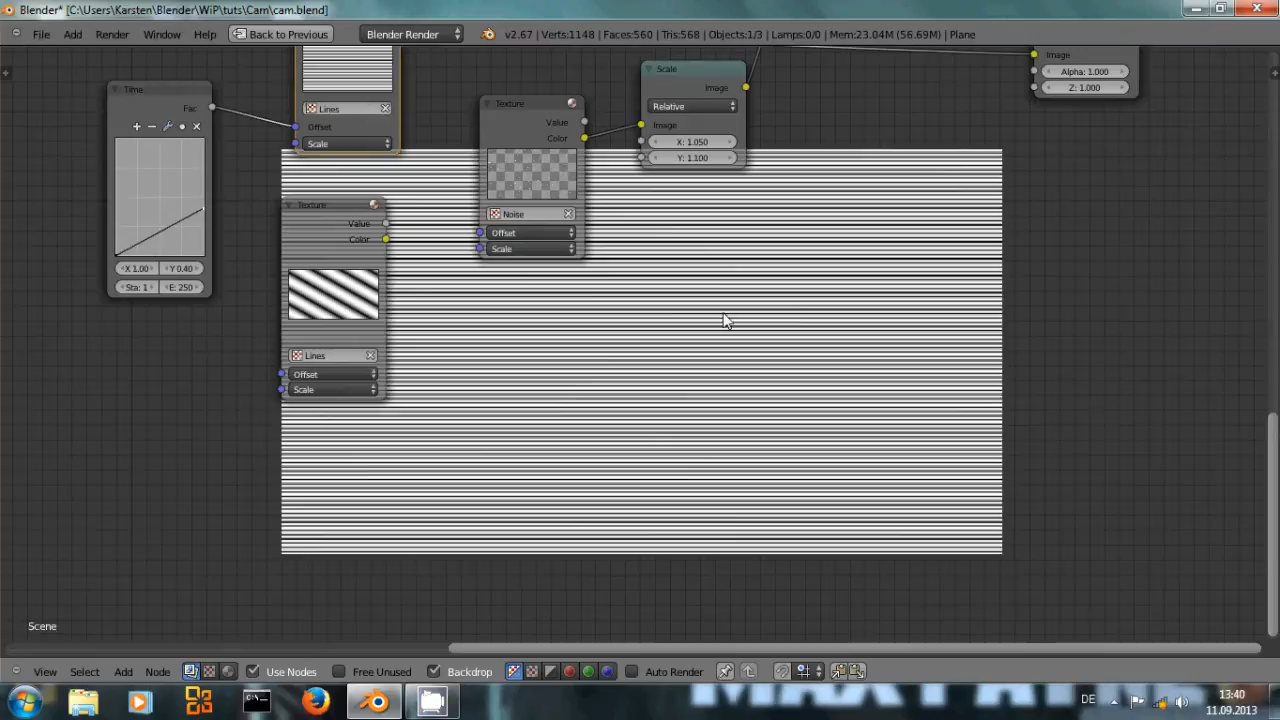 Blender* [C:\Users\Karsten\Blender\WiP\tuts\Cam\cam.blend]
File Add Render Window Help Back to Previous Blender Render v2.67 | Verts:1148 | Faces:560 | Tris:568 | Objects:1/3 | Lamps:0/0 | Mem:23.04M (56.69M) | Plane
Image
Alpha: 1.000
Z: 1.000
Time
Fac
X 1.00 Y 0.40
Sta: 1 E: 250
Lines
Offset
Scale
Texture
Value
Color
Noise
Offset
Scale
Scale
Image
Relative
Image
X: 1.050
Y: 1.100
Texture
Value
Color
Lines
Offset
Scale
Scene
View Select Add Node Use Nodes Free Unused Backdrop Auto Render
DE 13:40
11.09.2013